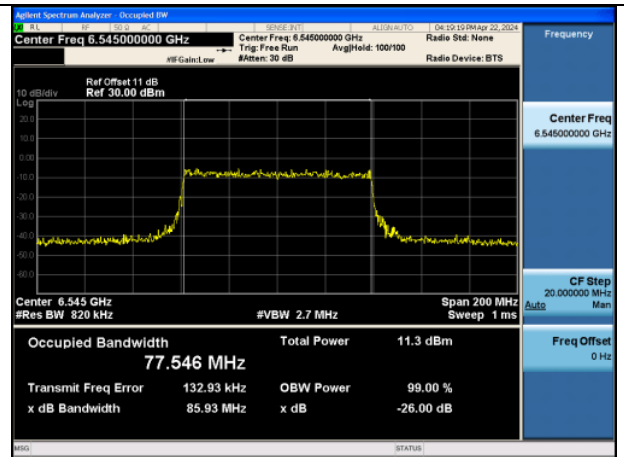 Agilent Spectrum Analyzer - Occupied BW
RL RF 50 Ω AC SENSE:INT ALIGNAUTO 04:19:19 PM Apr 22, 2024
Center Freq 6.545000000 GHz
Center Freq: 6.545000000 GHz
Radio Std: None
Trig: Free Run Avg|Hold: 100/100
#IFGain:Low #Atten: 30 dB Radio Device: BTS
Frequency
Ref Offset 11 dB
10 dB/div Ref 30.00 dBm
Log
20.0
10.0
0.00
-10.0
-20.0
-30.0
-40.0
-50.0
-60.0
Center 6.545 GHz Span 200 MHz
#Res BW 820 kHz #VBW 2.7 MHz Sweep 1 ms
Center Freq
6.545000000 GHz
CF Step
20.000000 MHz
Auto Man
Freq Offset
0 Hz
Occupied Bandwidth Total Power 11.3 dBm
77.546 MHz
Transmit Freq Error 132.93 kHz OBW Power 99.00 %
x dB Bandwidth 85.93 MHz x dB -26.00 dB
MSG STATUS